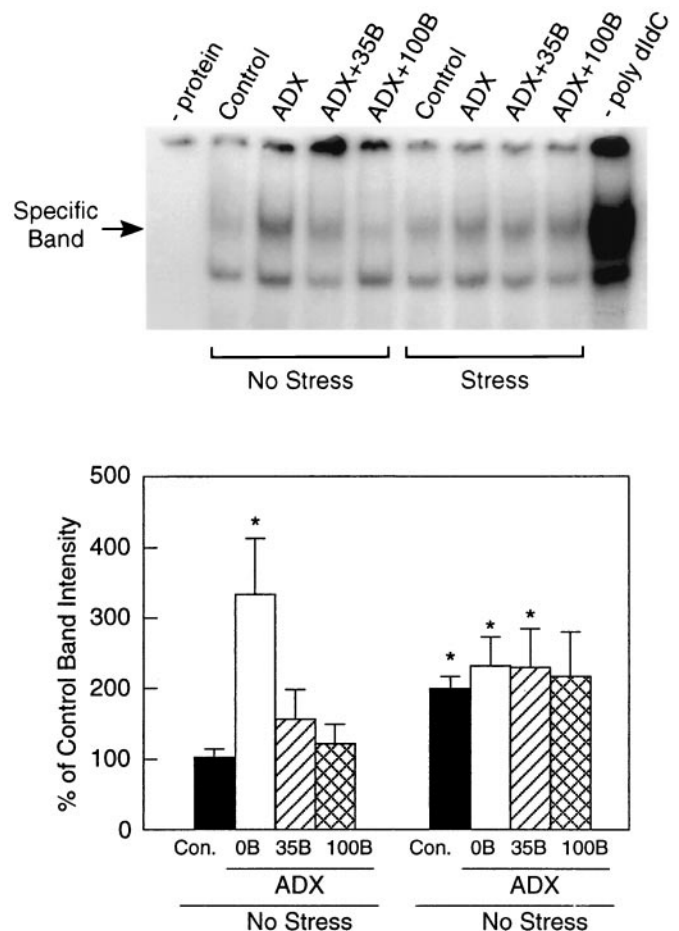 - protein
Control
ADX
ADX+35B
ADX+100B
Control
ADX
ADX+35B
ADX+100B
- poly dIdC
Specific
Band
No Stress
Stress
% of Control Band Intensity
500
400
300
200
100
0
*
*
*
*
Con.
0B
35B
100B
Con.
0B
35B
100B
ADX
ADX
No Stress
No Stress